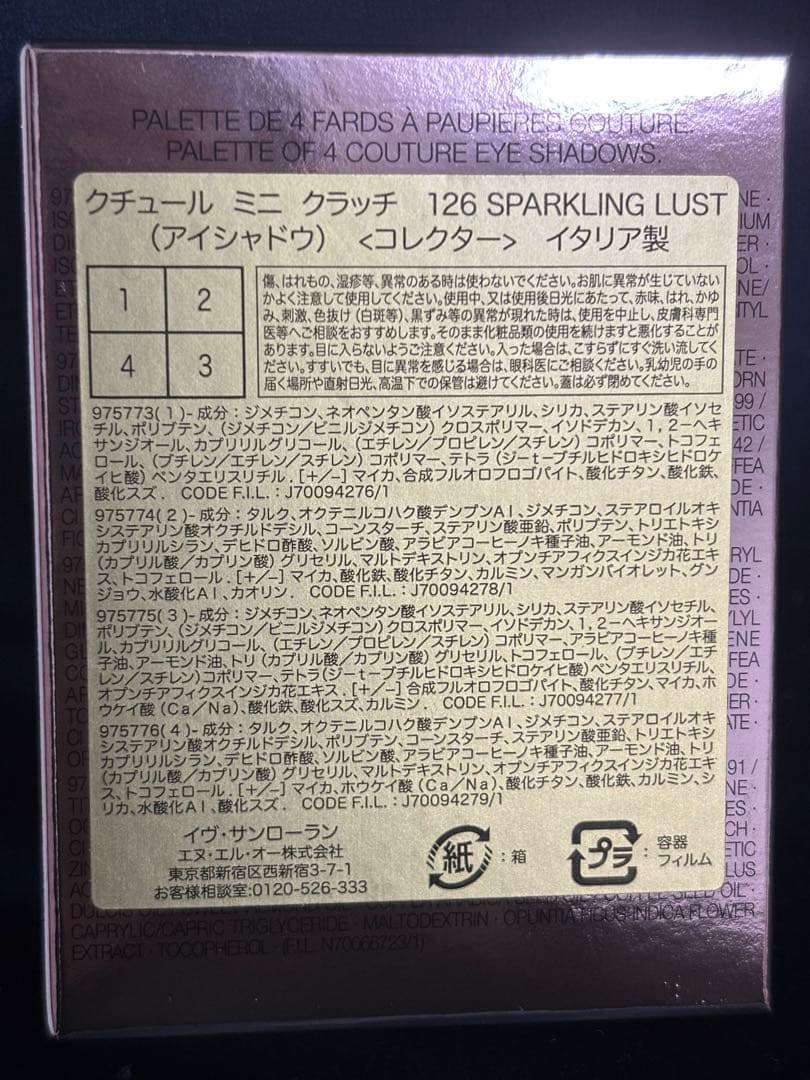 PALETTE DE 4 FARDS À PAUPIÈRES COUTURE.
PALETTE OF 4 COUTURE EYE SHADOWS.
クチュール ミニ クラッチ 126 SPARKLING LUST
(アイシャドウ) <コレクター> イタリア製
1 2
4 3
傷、はれもの、湿疹等、異常のある時は使わないでください。お肌に異常が生じていない
かよく注意して使用してください。使用中、又は使用後日光にあたって、赤味、はれ、かゆ
み、刺激、色抜け(白斑等)、黒ずみ等の異常が現れた時は、使用を中止し、皮膚科専門
医等へご相談をおすすめします。そのまま化粧品類の使用を続けますと悪化することが
あります。目に入らないようご注意ください。入った場合は、こすらずにすぐ洗い流してく
ださい。すすいでも、目に異常を感じる場合は、眼科医にご相談ください。乳幼児の手の
届く場所や直射日光、高温下での保管は避けてください。蓋は必ず閉めてください。
975773(1)-成分:ジメチコン、ネオペンタン酸イソステアリル、シリカ、ステアリン酸イソセ
チル、ポリブテン、(ジメチコン/ビニルジメチコン)クロスポリマー、イソドデカン、1,2-ヘキ
サンジオール、カプリリルグリコール、(エチレン/プロピレン/スチレン)コポリマー、トコフェ
ロール、(ブチレン/エチレン/スチレン)コポリマー、テトラ(ジーt-ブチルヒドロキシヒドロ
ケイヒ酸)ペンタエリスリチル.[+/-]マイカ、合成フルオロフロゴパイト、酸化チタン、酸化鉄、
酸化スズ. CODE F.I.L.:J70094276/1
975774(2)-成分:タルク、オクテニルコハク酸デンプンAl、ジメチコン、ステアロイルオキ
システアリン酸オクチルドデシル、コーンスターチ、ステアリン酸亜鉛、ポリブテン、トリエトキシ
カプリリルシラン、デヒドロ酢酸、ソルビン酸、アラビアコーヒーノキ種子油、アーモンド油、トリ
(カプリル酸/カプリン酸)グリセリル、マルトデキストリン、オプンチアフィクスインジカ花エキ
ス、トコフェロール.[+/-]マイカ、酸化鉄、酸化チタン、カルミン、マンガンバイオレット、グン
ジョウ、水酸化Al、カオリン. CODE F.I.L.:J70094278/1
975775(3)-成分:ジメチコン、ネオペンタン酸イソステアリル、シリカ、ステアリン酸イソセチル、
ポリブテン、(ジメチコン/ビニルジメチコン)クロスポリマー、イソドデカン、1,2-ヘキサンジオー
ル、カプリリルグリコール、(エチレン/プロピレン/スチレン)コポリマー、アラビアコーヒーノキ種
子油、アーモンド油、トリ(カプリル酸/カプリン酸)グリセリル、トコフェロール、(ブチレン/エチ
レン/スチレン)コポリマー、テトラ(ジーt-ブチルヒドロキシヒドロケイヒ酸)ペンタエリスリチル、
オプンチアフィクスインジカ花エキス.[+/-]合成フルオロフロゴパイト、酸化チタン、マイカ、ホ
ウケイ酸(Ca/Na)、酸化鉄、酸化スズ、カルミン. CODE F.I.L.:J70094277/1
975776(4)-成分:タルク、オクテニルコハク酸デンプンAl、ジメチコン、ステアロイルオキ
システアリン酸オクチルドデシル、ポリブテン、コーンスターチ、ステアリン酸亜鉛、トリエトキシ
カプリリルシラン、デヒドロ酢酸、ソルビン酸、アラビアコーヒーノキ種子油、アーモンド油、トリ
(カプリル酸/カプリン酸)グリセリル、マルトデキストリン、オプンチアフィクスインジカ花エキ
ス、トコフェロール.[+/-]マイカ、ホウケイ酸(Ca/Na)、酸化チタン、酸化鉄、カルミン、シ
リカ、水酸化Al、酸化スズ. CODE F.I.L.:J70094279/1
イヴ・サンローラン
エヌ・エル・オー株式会社
東京都新宿区西新宿3-7-1
お客様相談室:0120-526-333
紙 :箱
プラ :容器
フィルム
CAPRYLIC/CAPRIC TRIGLYCERIDE · MALTODEXTRIN · OPUNTIA FICUS-INDICA FLOWER
EXTRACT · TOCOPHEROL · (F.I.L. N70066723/1)